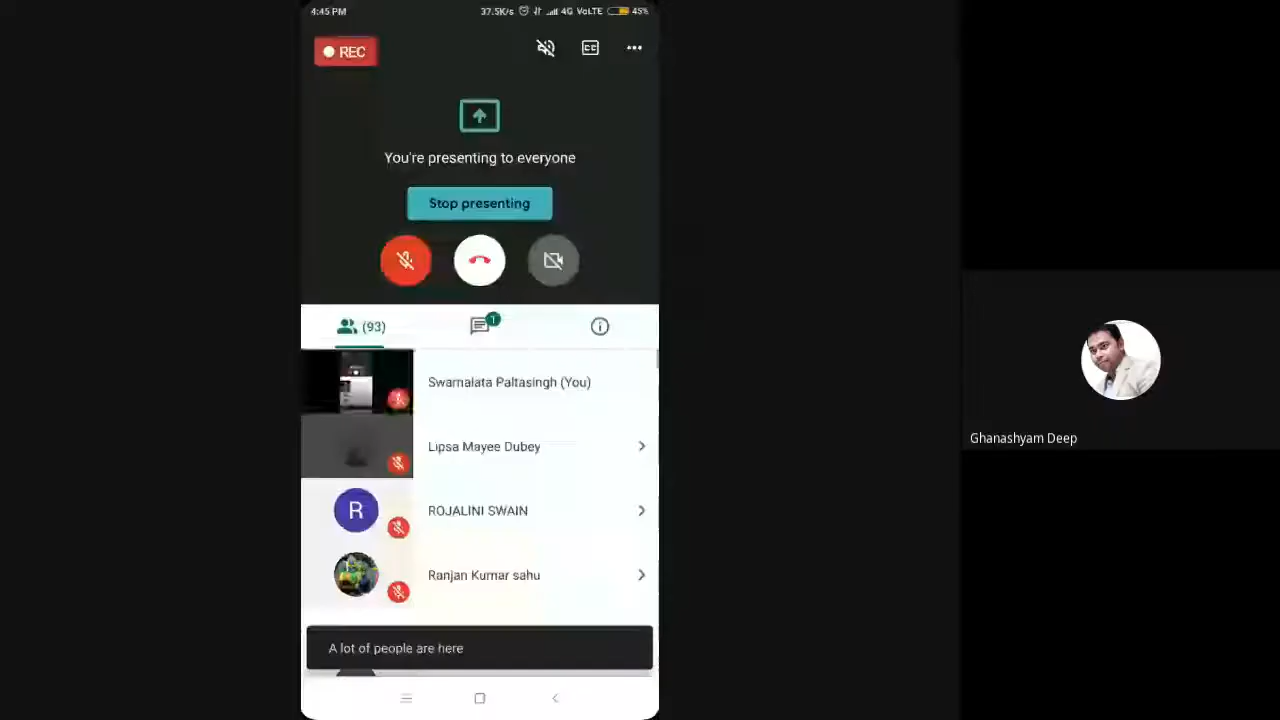 4:45 PM
37.5K/s 4G VoLTE 45%
REC
CC
You're presenting to everyone
Stop presenting
(93)
1
Swarnalata Paltasingh (You)
Lipsa Mayee Dubey
R
ROJALINI SWAIN
Ranjan Kumar sahu
A lot of people are here
Ghanashyam Deep